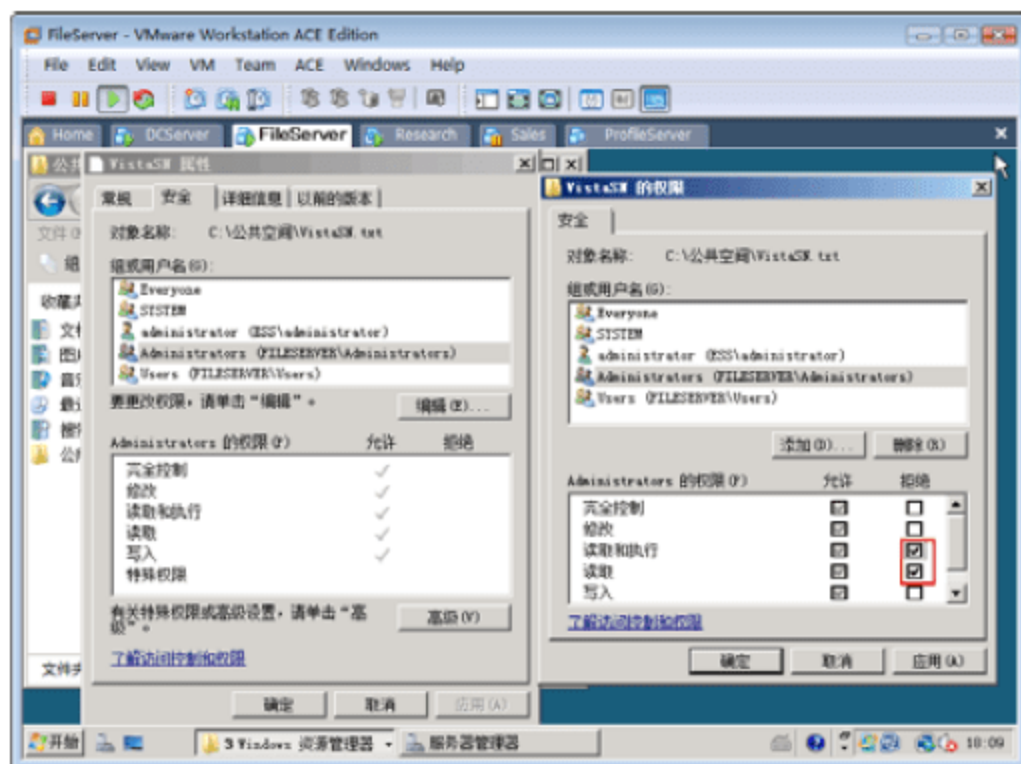 FileServer - VMware Workstation ACE Edition
File Edit View VM Team ACE Windows Help
Home DCServer FileServer Research Sales ProfileServer
公共
VistaSN 属性
常规 安全 详细信息 以前的版本
文件
对象名称: C:\公共空间\VistaSN.txt
组
组或用户名(G):
Everyone
SYSTEM
administrator (ESS\administrator)
Administrators (FILESERVER\Administrators)
Users (FILESERVER\Users)
要更改权限，请单击“编辑”。
编辑(E)...
Administrators 的权限(P) 允许 拒绝
完全控制
修改
读取和执行
读取
写入
特殊权限
有关特殊权限或高级设置，请单击“高级”。
高级(V)
了解访问控制和权限
确定 取消 应用(A)
VistaSN 的权限
安全
对象名称: C:\公共空间\VistaSN.txt
组或用户名(G):
Everyone
SYSTEM
administrator (ESS\administrator)
Administrators (FILESERVER\Administrators)
Users (FILESERVER\Users)
添加(D)... 删除(R)
Administrators 的权限(P) 允许 拒绝
完全控制
修改
读取和执行
读取
写入
了解访问控制和权限
确定 取消 应用(A)
开始 3 Windows 资源管理器 服务器管理器 18:09